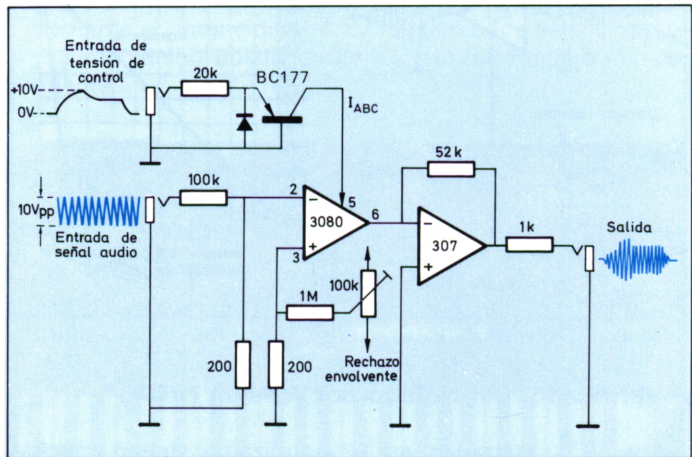 Entrada de
tensión de
control
+10V
0V
20k
BC177
I_ABC
100k
10Vpp
Entrada de
señal audio
2
3080
5
6
3
52k
307
1k
Salida
1M
100k
200
200
Rechazo
envolvente
−
+
−
+